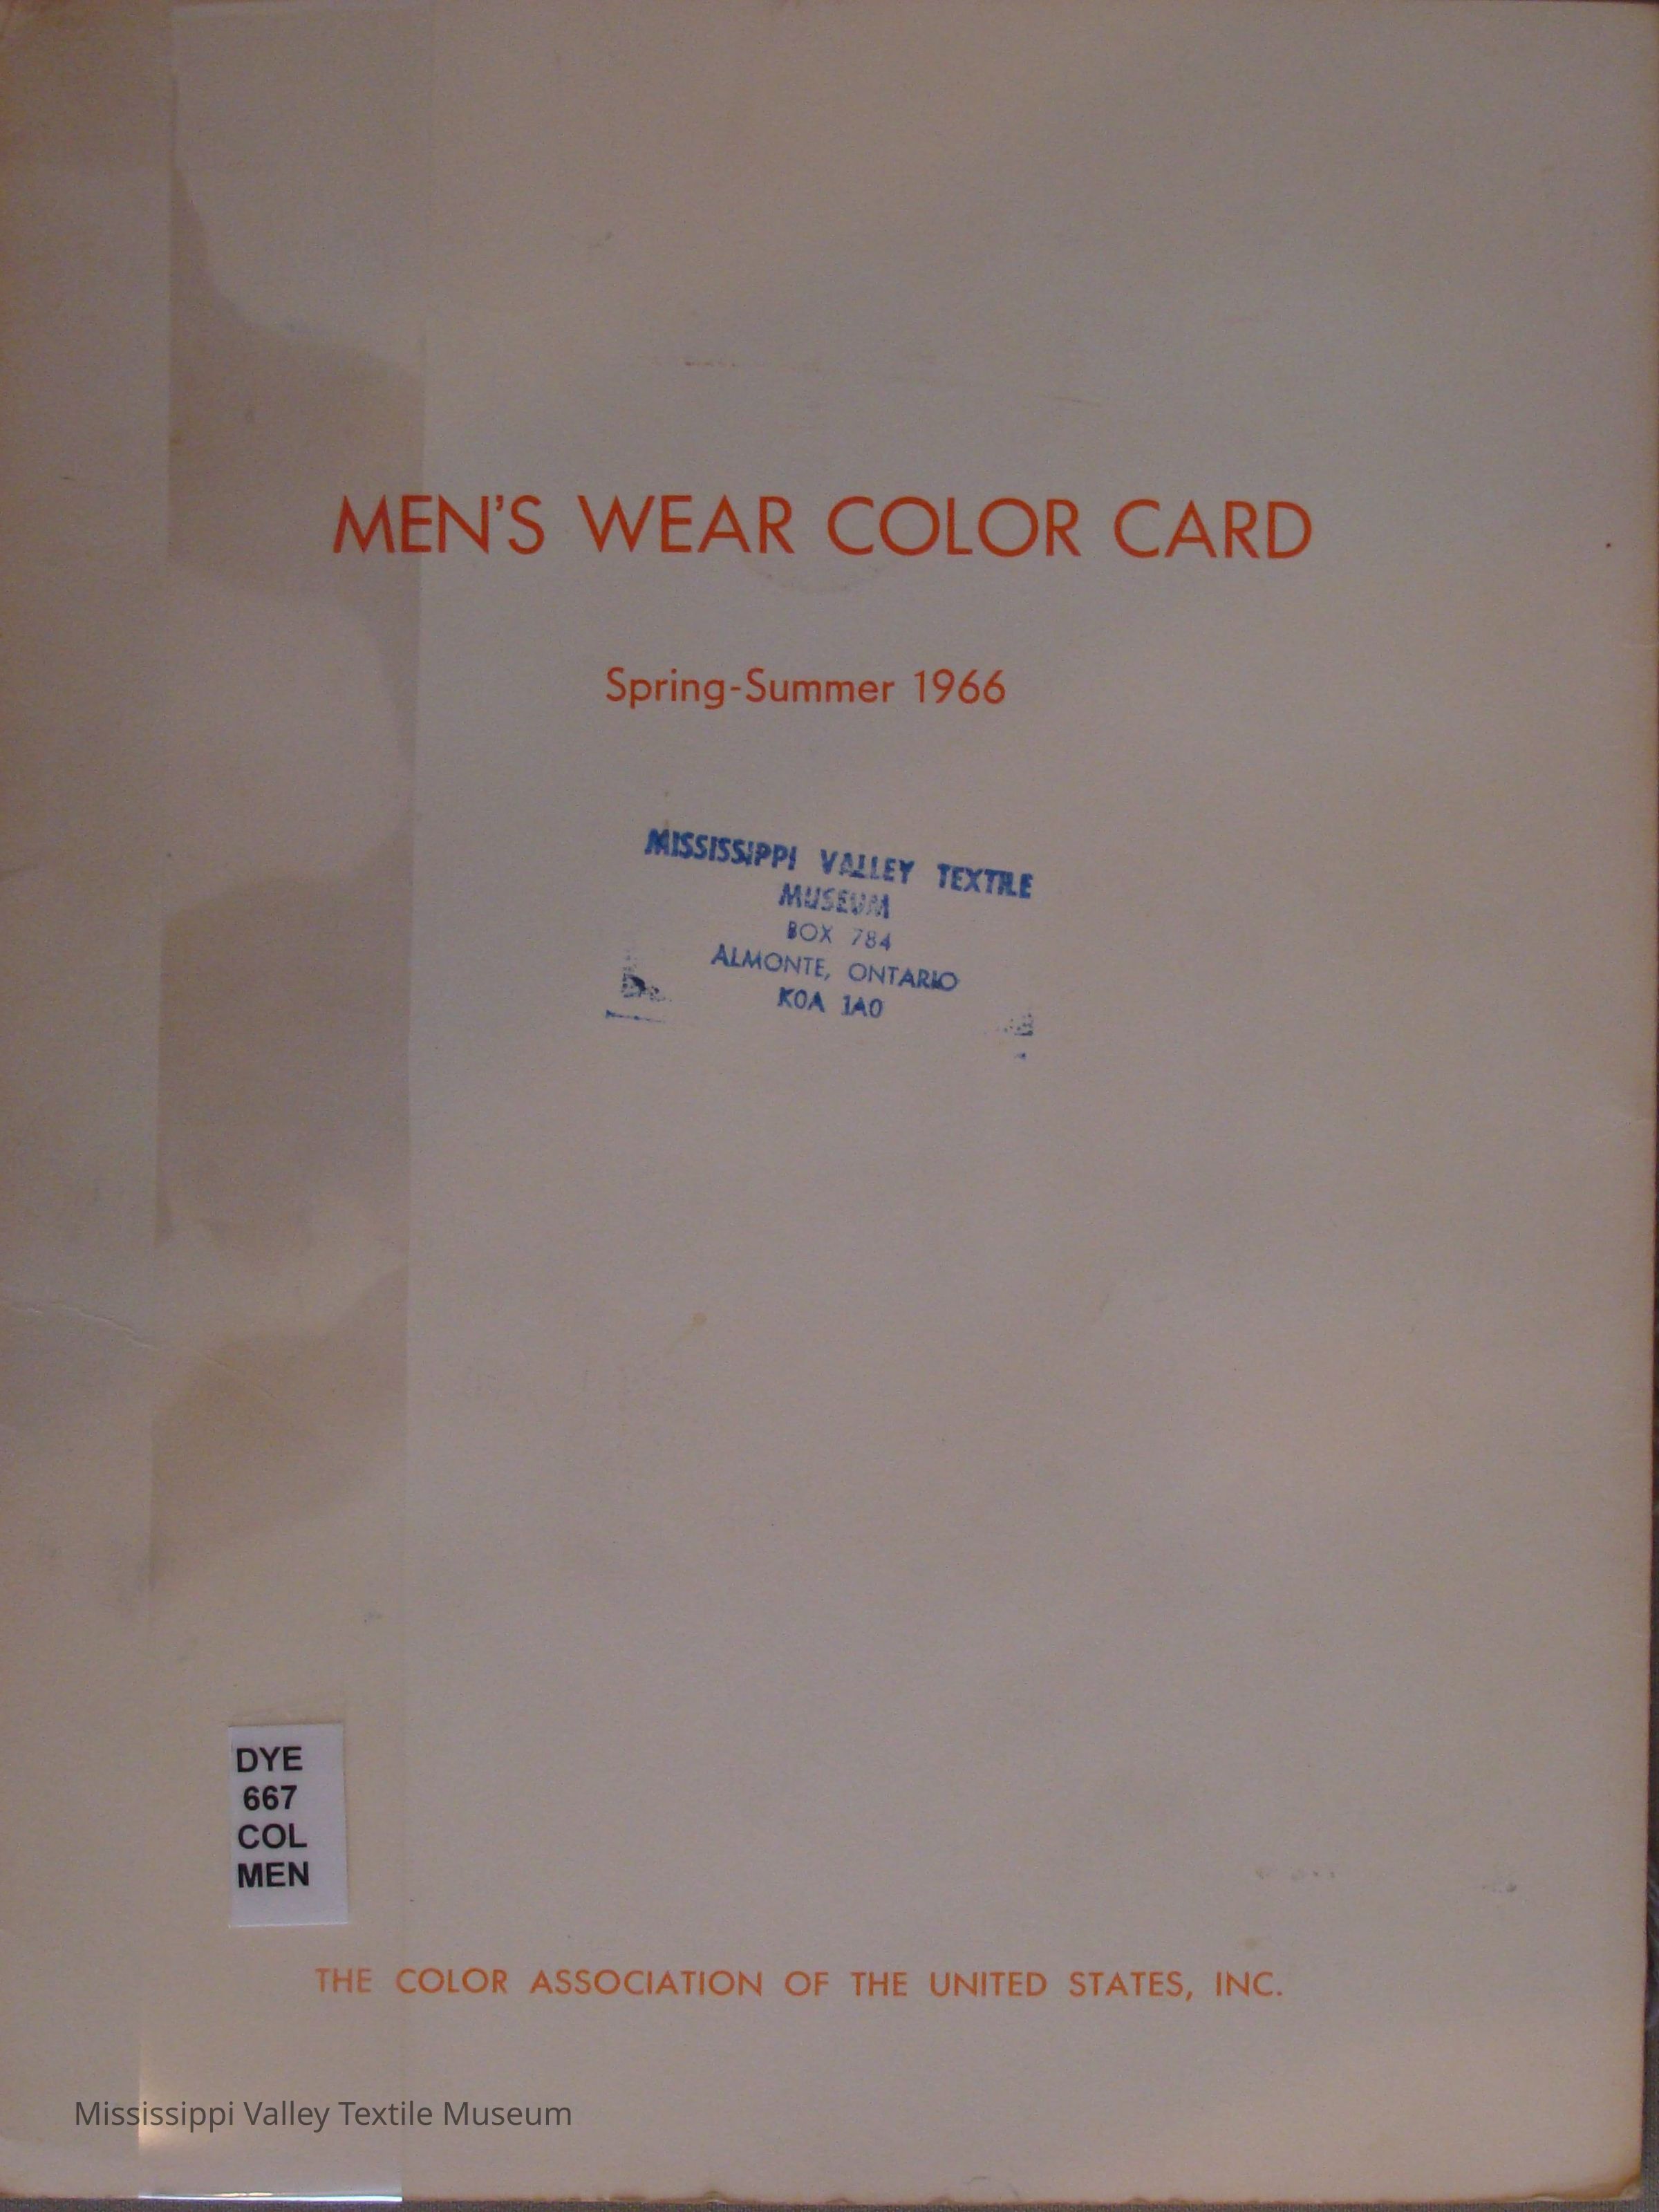 MEN'S WEAR COLOR CARD
Spring-Summer 1966
MISSISSIPPI VALLEY TEXTILE
MUSEUM
BOX 784
ALMONTE, ONTARIO
K0A 1A0
DYE
667
COL
MEN
THE COLOR ASSOCIATION OF THE UNITED STATES, INC.
Mississippi Valley Textile Museum